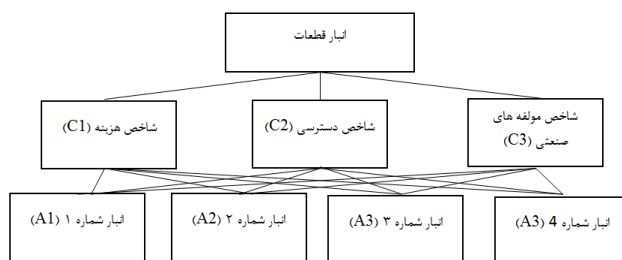 انبار قطعات
شاخص هزینه (C1)
شاخص دسترسی (C2)
شاخص مولفه های
صنعتی (C3)
انبار شماره ۱ (A1)
انبار شماره ۲ (A2)
انبار شماره ۳ (A3)
انبار شماره 4 (A3)